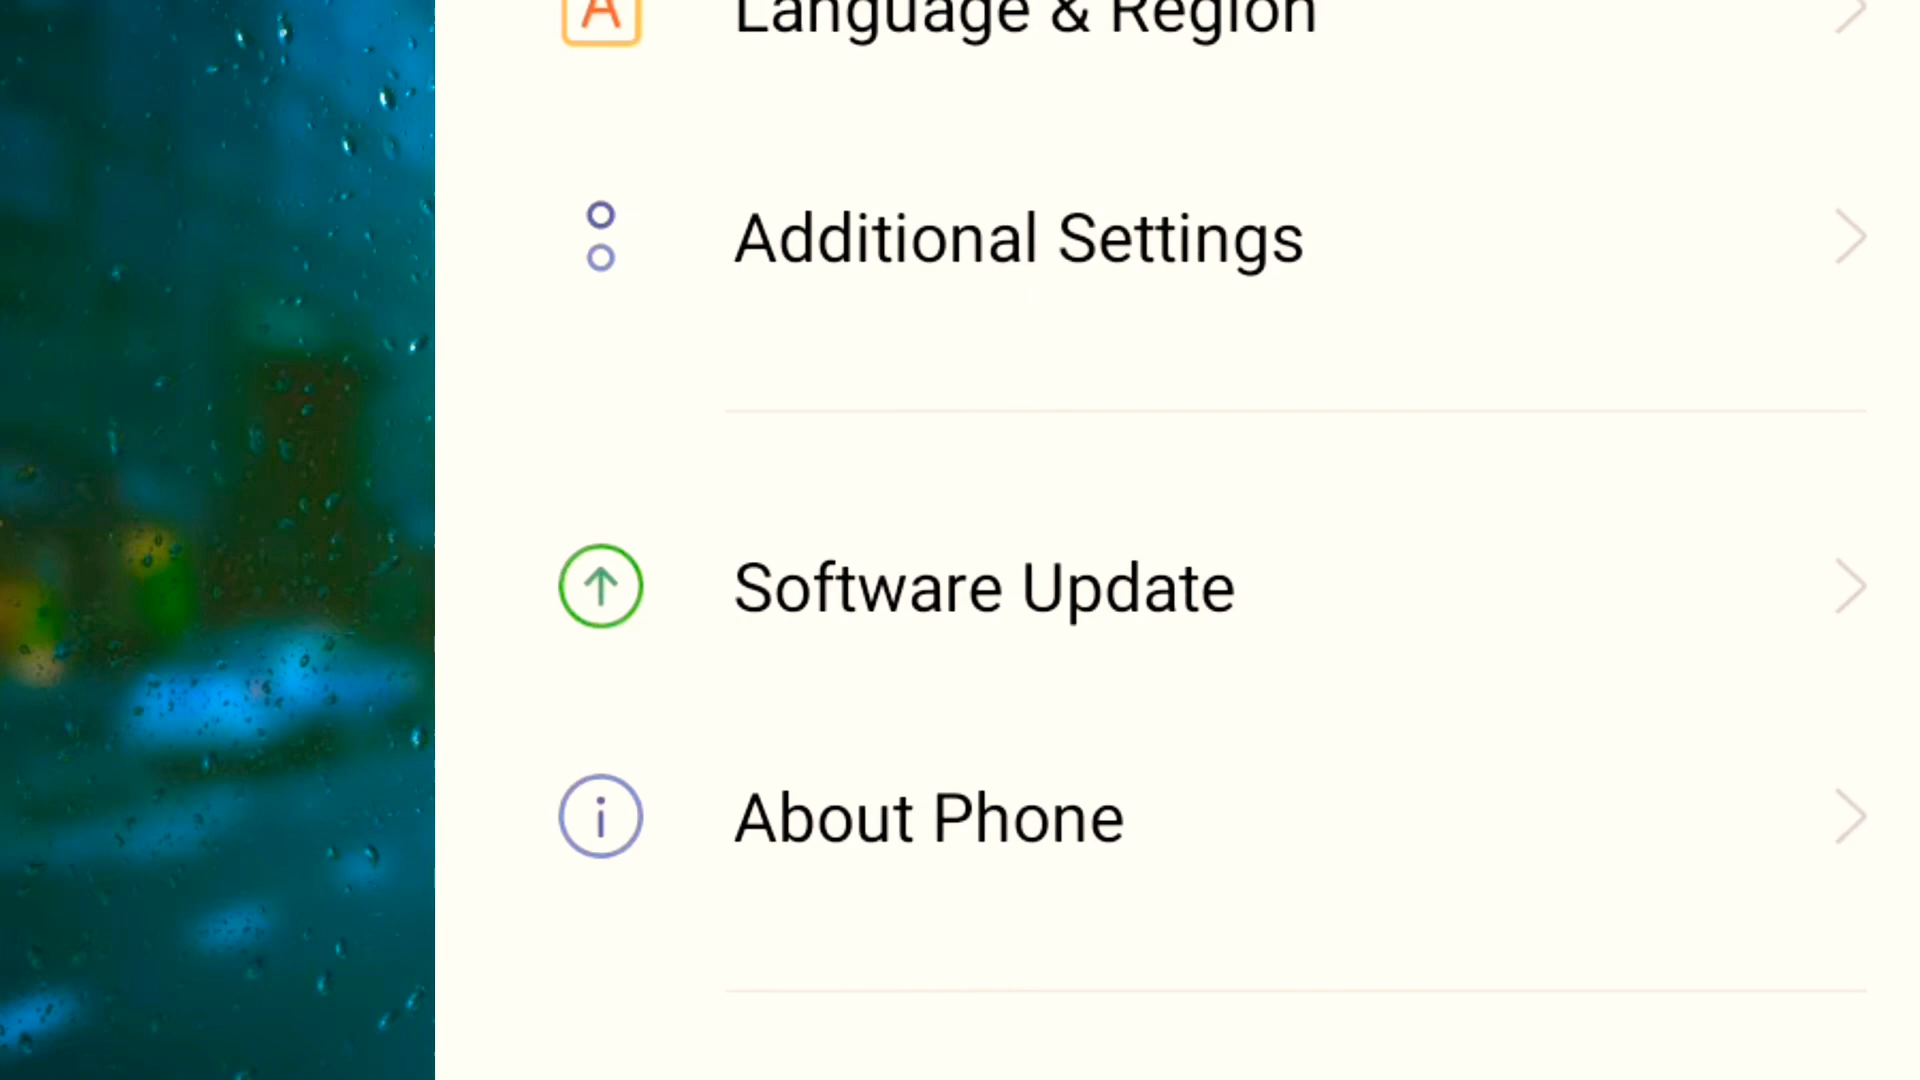 A Language & Region
Additional Settings
Software Update
About Phone